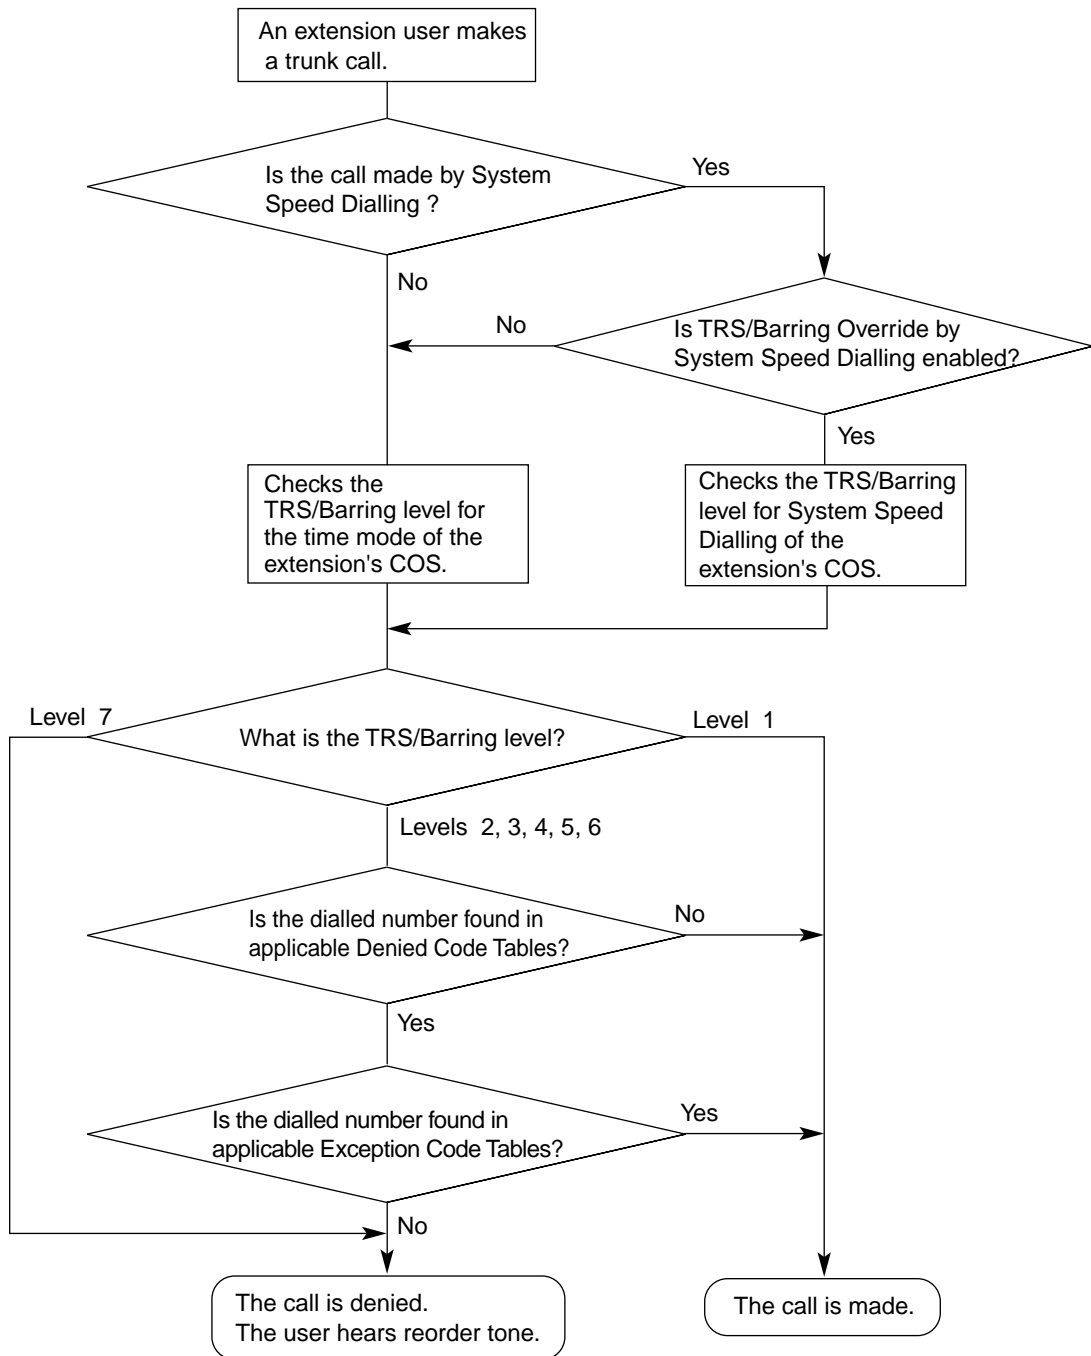 An extension user makes
a trunk call.
Is the call made by System
Speed Dialling ?
Yes
No
No
Is TRS/Barring Override by
System Speed Dialling enabled?
Yes
Checks the
TRS/Barring level for
the time mode of the
extension's COS.
Checks the TRS/Barring
level for System Speed
Dialling of the
extension's COS.
Level 7
What is the TRS/Barring level?
Level 1
Levels 2, 3, 4, 5, 6
Is the dialled number found in
applicable Denied Code Tables?
No
Yes
Is the dialled number found in
applicable Exception Code Tables?
Yes
No
The call is denied.
The user hears reorder tone.
The call is made.